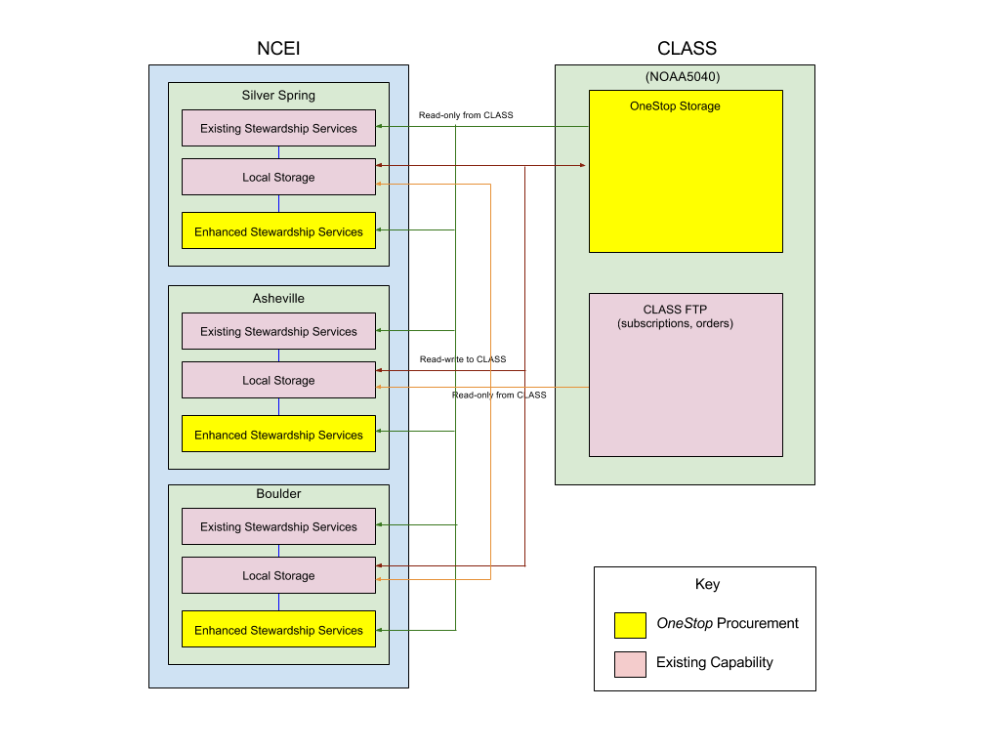 NCEI
CLASS
Silver Spring
Existing Stewardship Services
Local Storage
Enhanced Stewardship Services
Asheville
Existing Stewardship Services
Local Storage
Enhanced Stewardship Services
Boulder
Existing Stewardship Services
Local Storage
Enhanced Stewardship Services
Read-only from CLASS
Read-write to CLASS
Read-only from CLASS
(NOAA5040)
OneStop Storage
CLASS FTP
(subscriptions, orders)
Key
OneStop Procurement
Existing Capability